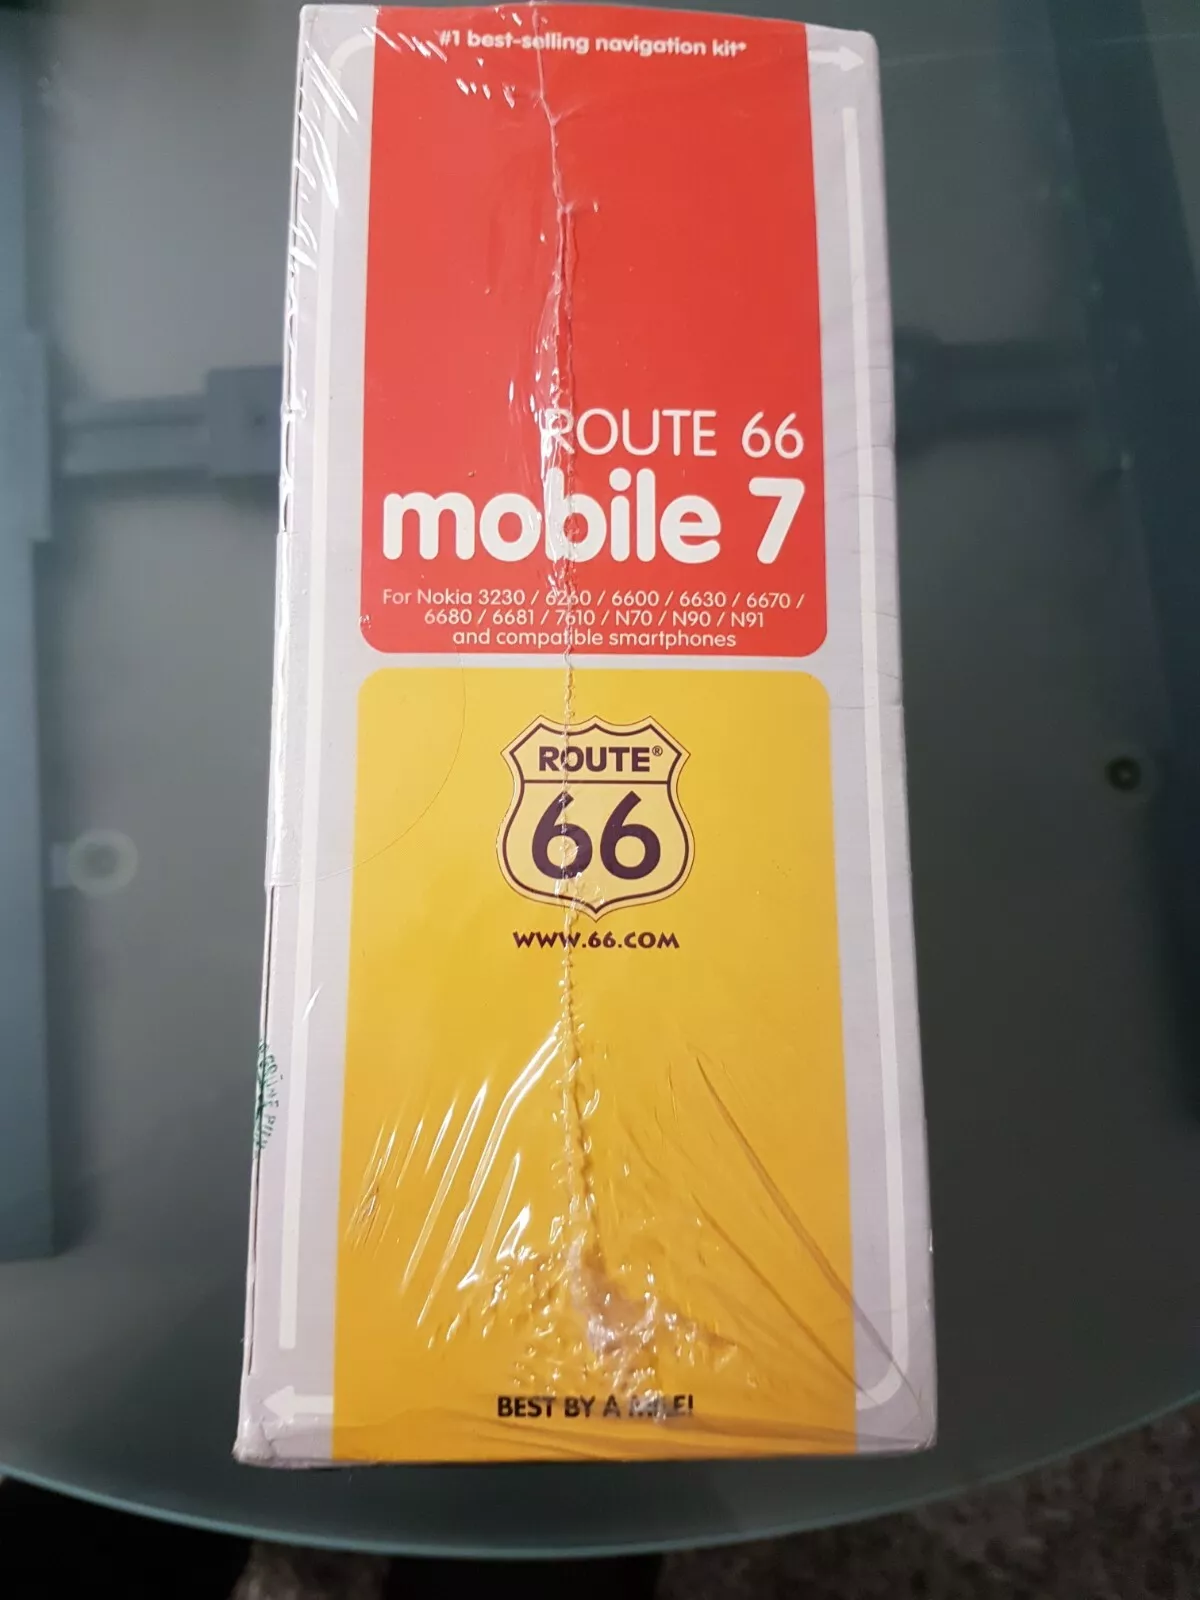 #1 best-selling navigation kit*
ROUTE 66
mobile 7
For Nokia 3230 / 6260 / 6600 / 6630 / 6670 /
6680 / 6681 / 7610 / N70 / N90 / N91
and compatible smartphones
ROUTE®
66
WWW.66.COM
BEST BY A MILE!